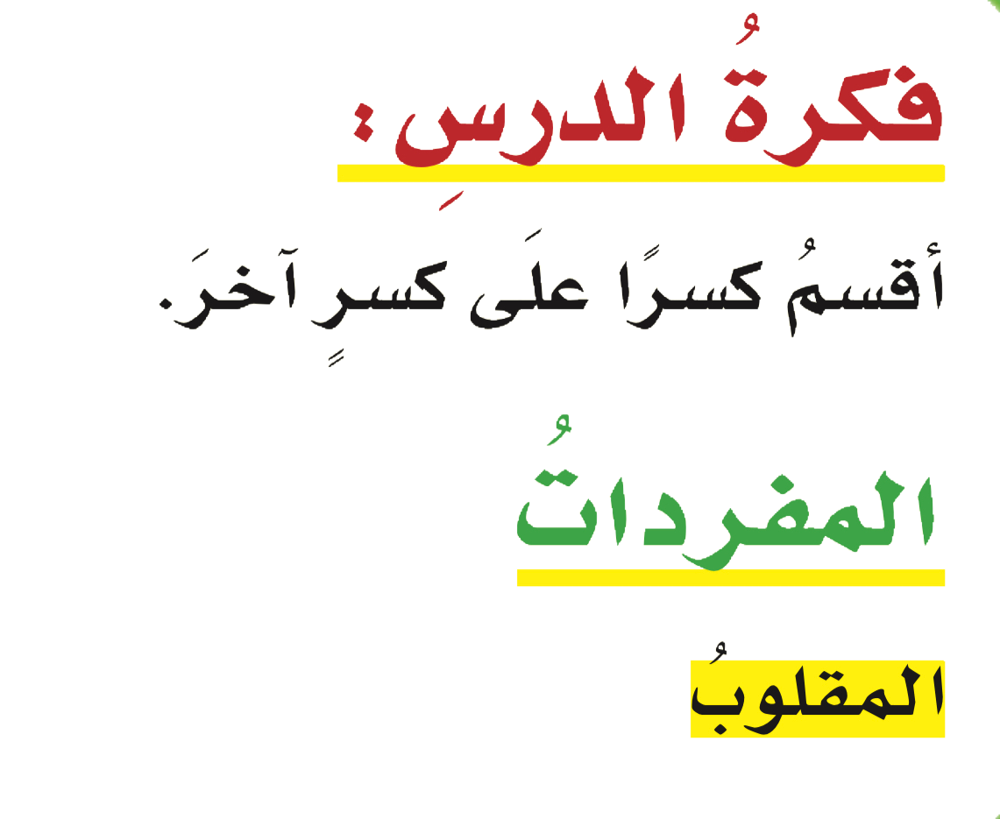 فكرةُ الدرسِ:
أقسمُ كسرًا علَى كسرٍ آخرَ.
المفرداتُ
المقلوبُ